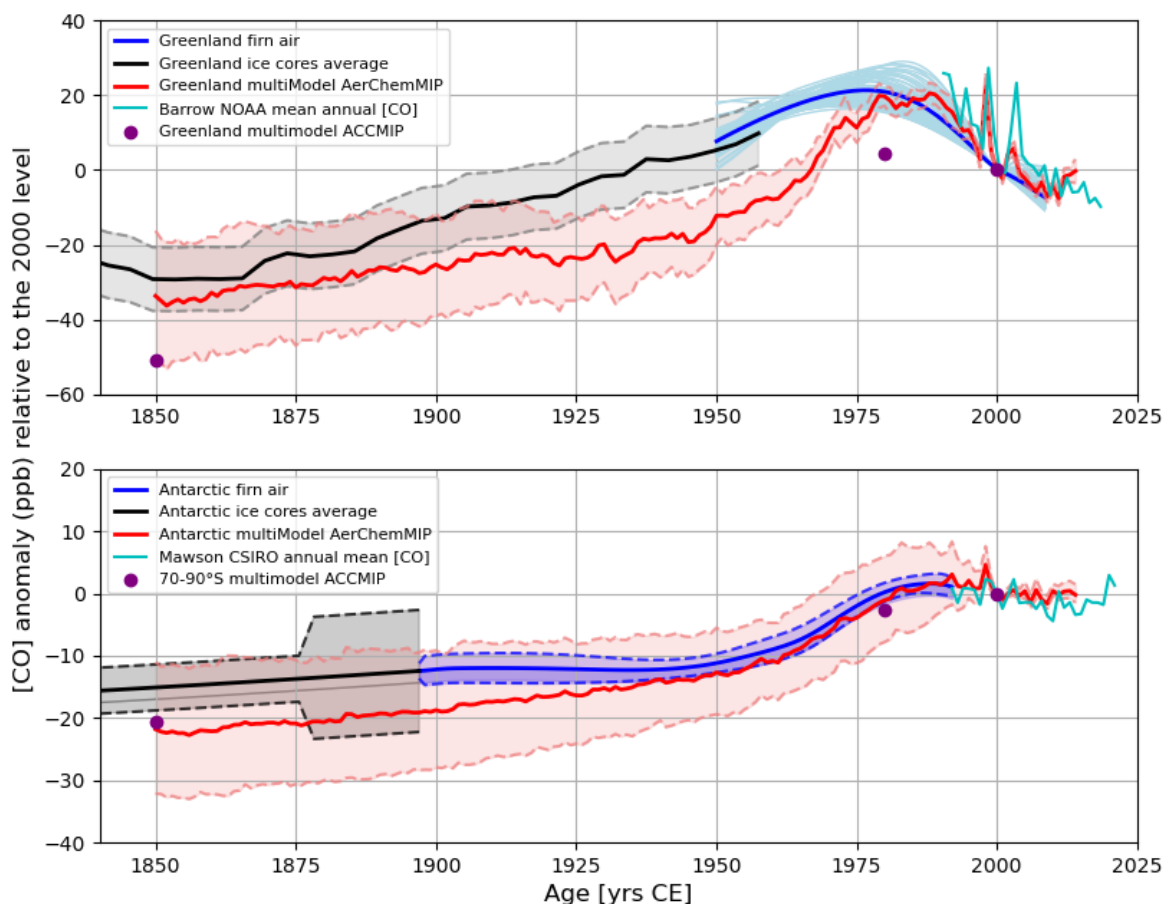 [CO] anomaly (ppb) relative to the 2000 level
40
20
0
−20
−40
−60
Greenland firn air
Greenland ice cores average
Greenland multiModel AerChemMIP
Barrow NOAA mean annual [CO]
Greenland multimodel ACCMIP
1850 1875 1900 1925 1950 1975 2000 2025
20
10
0
−10
−20
−30
−40
Antarctic firn air
Antarctic ice cores average
Antarctic multiModel AerChemMIP
Mawson CSIRO annual mean [CO]
70-90°S multimodel ACCMIP
1850 1875 1900 1925 1950 1975 2000 2025
Age [yrs CE]